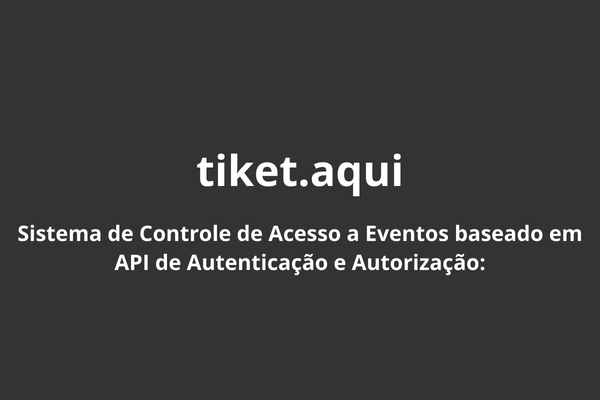 tiket.aqui
Sistema de Controle de Acesso a Eventos baseado em
API de Autenticação e Autorização: